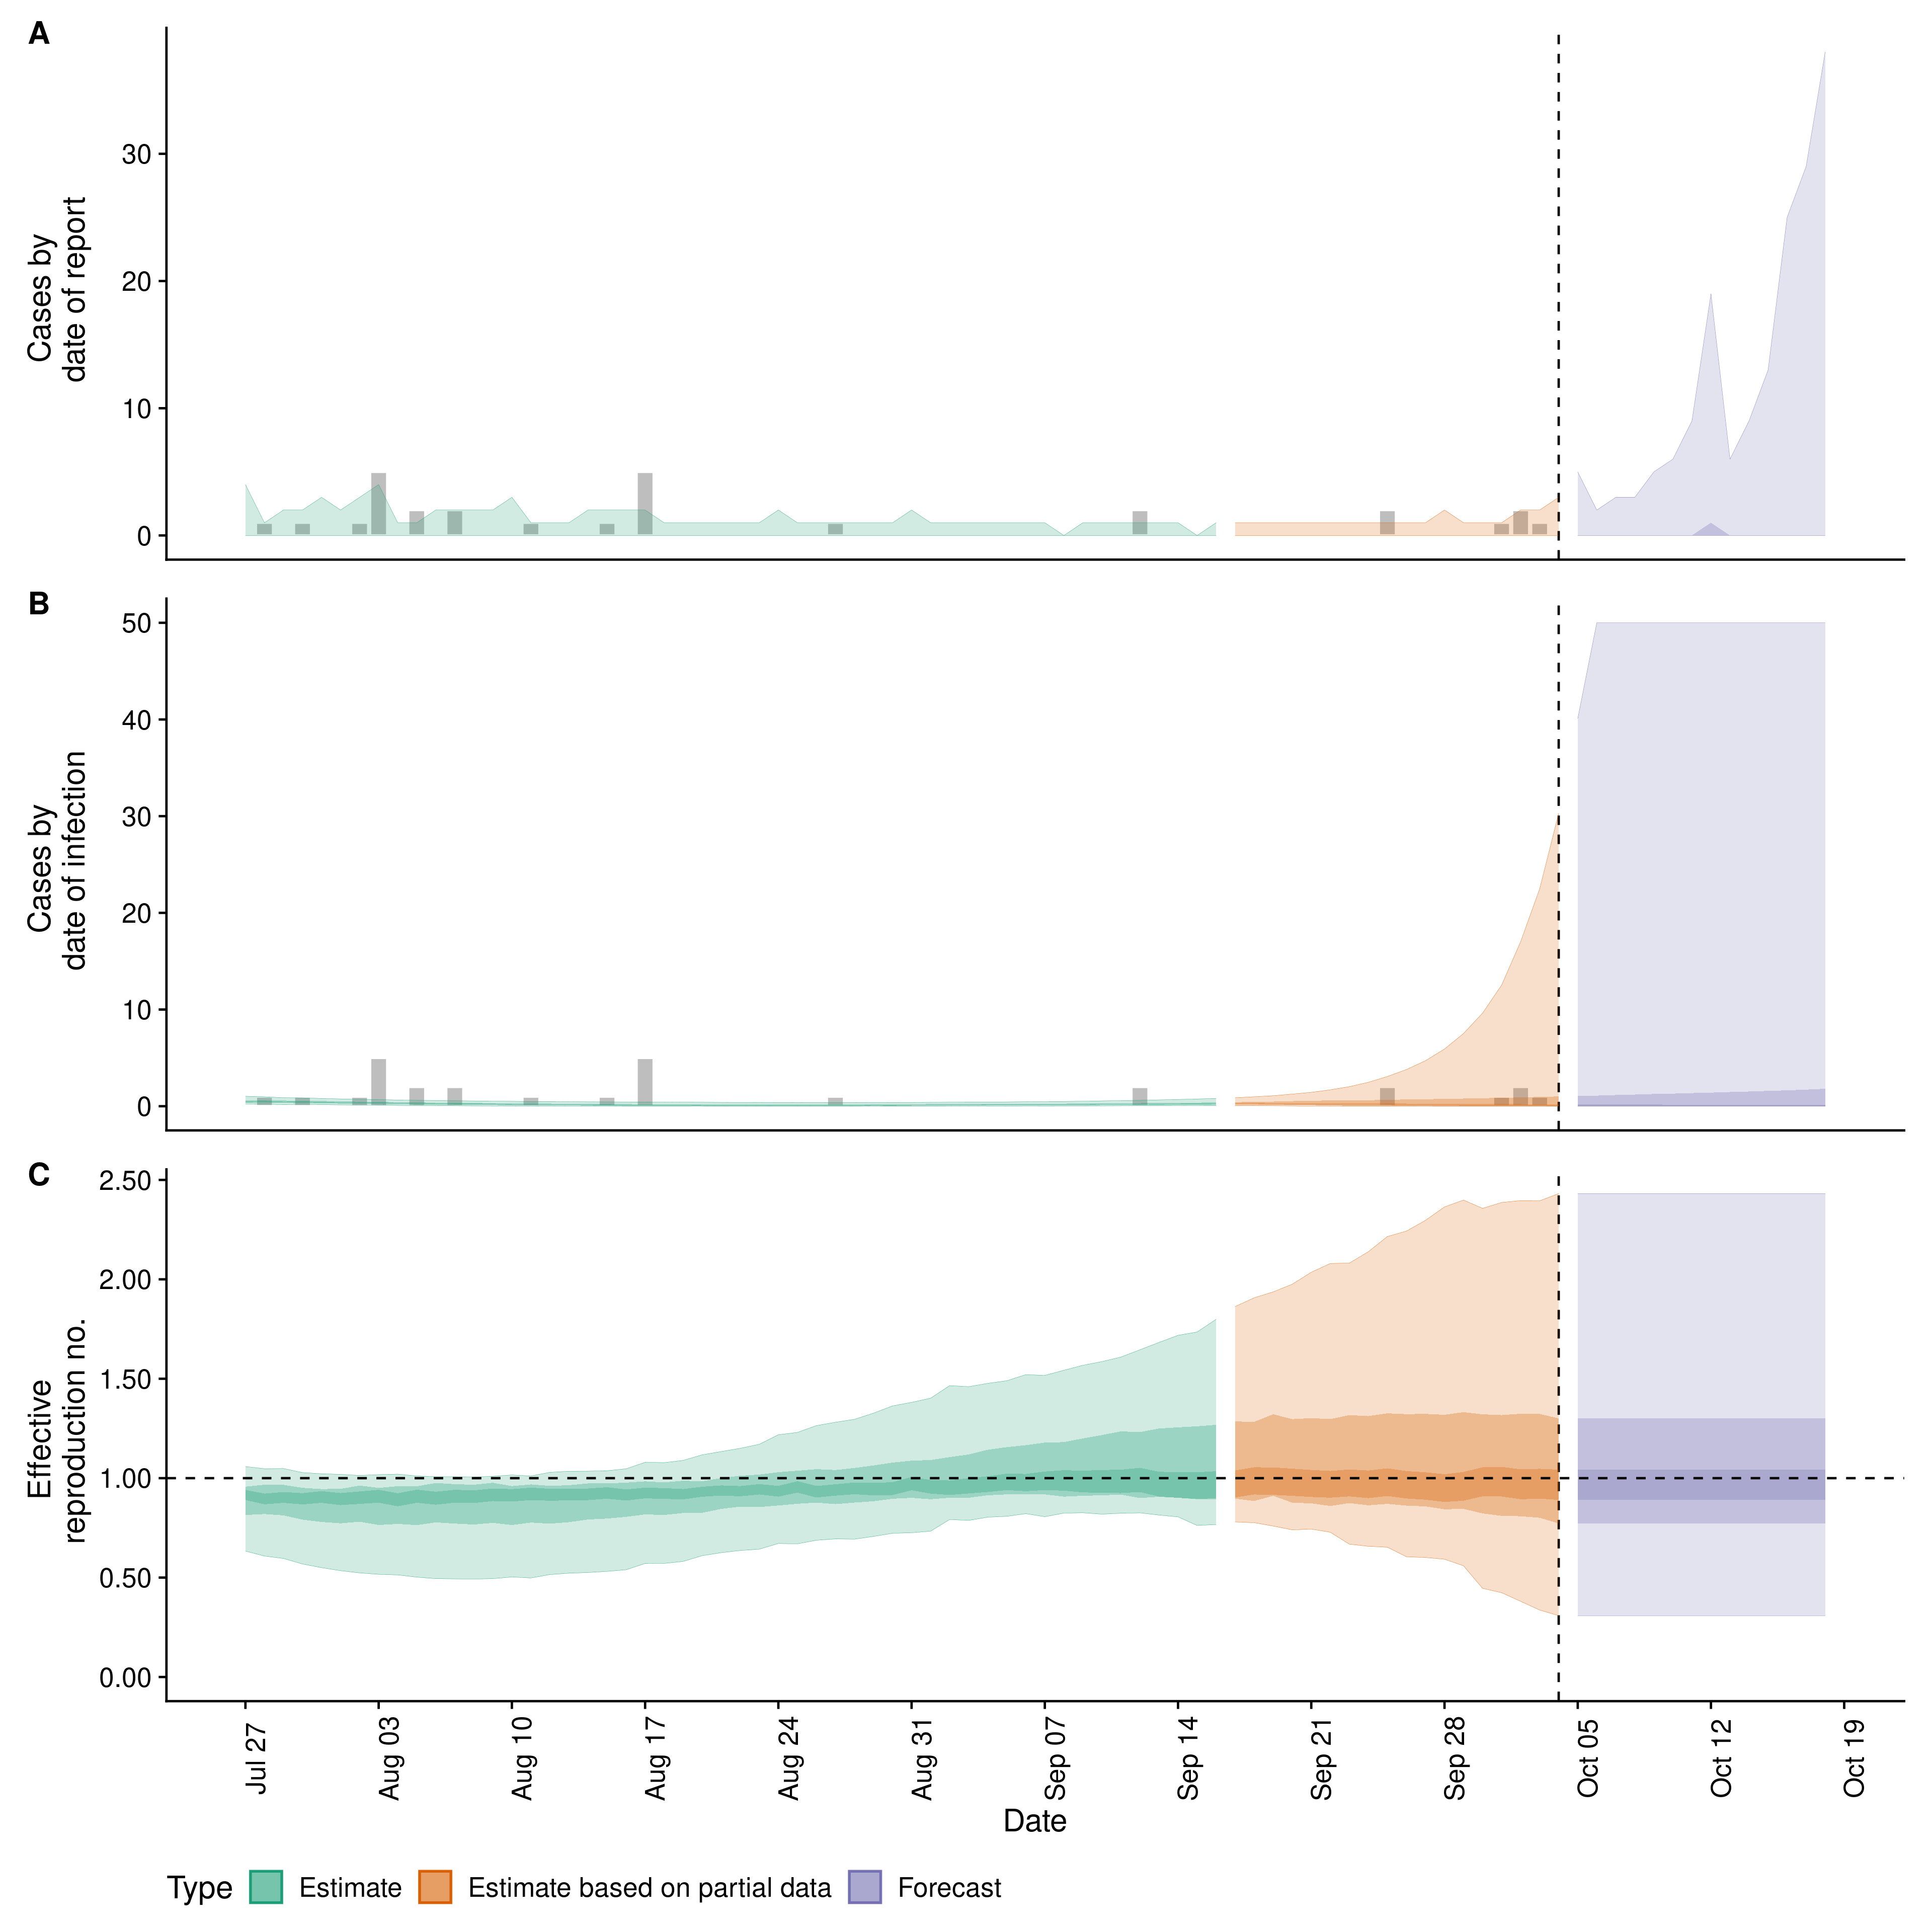 A
Cases by
date of report
30
20
10
0
B
Cases by
date of infection
50
40
30
20
10
0
C
Effective
reproduction no.
2.50
2.00
1.50
1.00
0.50
0.00
Jul 27
Aug 03
Aug 10
Aug 17
Aug 24
Aug 31
Sep 07
Sep 14
Sep 21
Sep 28
Oct 05
Oct 12
Oct 19
Date
Type Estimate Estimate based on partial data Forecast